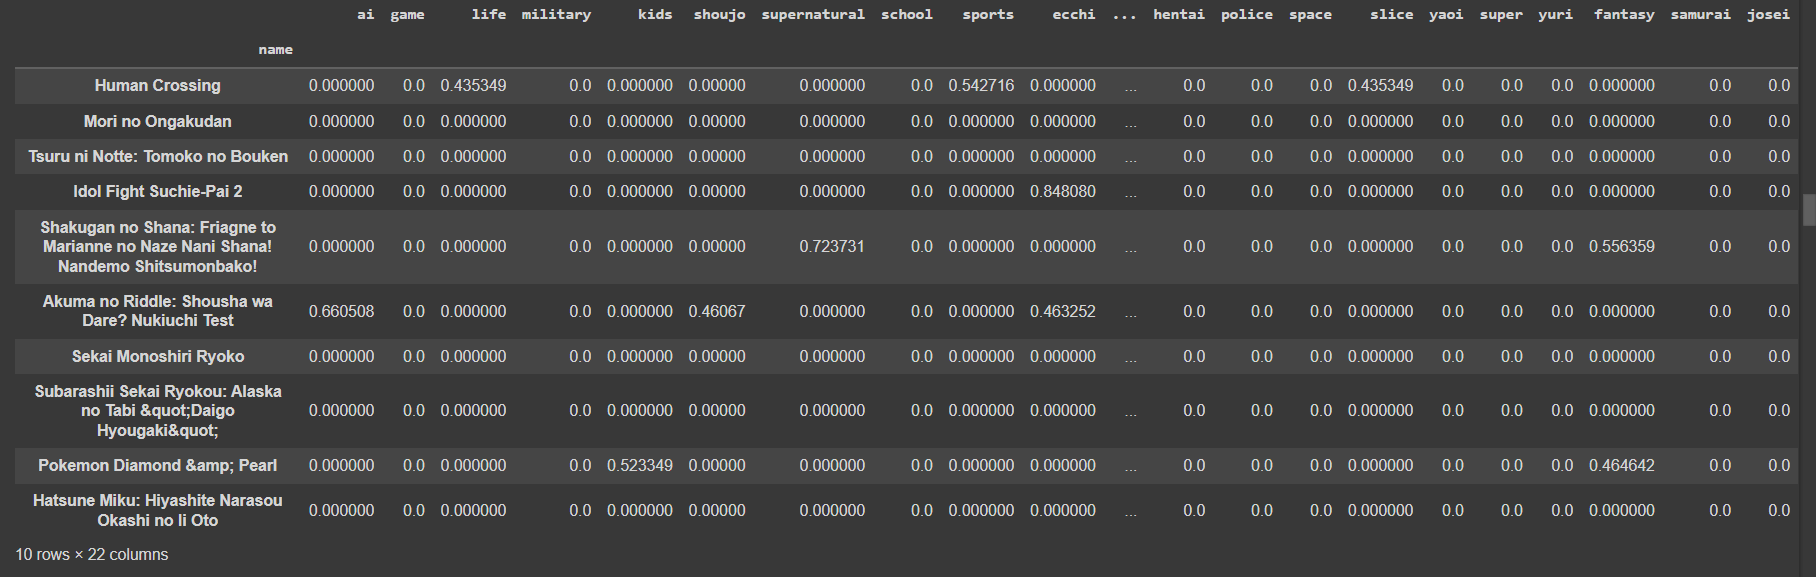 ai game life military kids shoujo supernatural school sports ecchi ... hentai police space slice yaoi super yuri fantasy samurai josei
name
Human Crossing 0.000000 0.0 0.435349 0.0 0.000000 0.00000 0.000000 0.0 0.542716 0.000000 ... 0.0 0.0 0.0 0.435349 0.0 0.0 0.0 0.000000 0.0 0.0
Mori no Ongakudan 0.000000 0.0 0.000000 0.0 0.000000 0.00000 0.000000 0.0 0.000000 0.000000 ... 0.0 0.0 0.0 0.000000 0.0 0.0 0.0 0.000000 0.0 0.0
Tsuru ni Notte: Tomoko no Bouken 0.000000 0.0 0.000000 0.0 0.000000 0.00000 0.000000 0.0 0.000000 0.000000 ... 0.0 0.0 0.0 0.000000 0.0 0.0 0.0 0.000000 0.0 0.0
Idol Fight Suchie-Pai 2 0.000000 0.0 0.000000 0.0 0.000000 0.00000 0.000000 0.0 0.000000 0.848080 ... 0.0 0.0 0.0 0.000000 0.0 0.0 0.0 0.000000 0.0 0.0
Shakugan no Shana: Friagne to
Marianne no Naze Nani Shana! 0.000000 0.0 0.000000 0.0 0.000000 0.00000 0.723731 0.0 0.000000 0.000000 ... 0.0 0.0 0.0 0.000000 0.0 0.0 0.0 0.556359 0.0 0.0
Nandemo Shitsumonbako!
Akuma no Riddle: Shousha wa
Dare? Nukiuchi Test 0.660508 0.0 0.000000 0.0 0.000000 0.46067 0.000000 0.0 0.000000 0.463252 ... 0.0 0.0 0.0 0.000000 0.0 0.0 0.0 0.000000 0.0 0.0
Sekai Monoshiri Ryoko 0.000000 0.0 0.000000 0.0 0.000000 0.00000 0.000000 0.0 0.000000 0.000000 ... 0.0 0.0 0.0 0.000000 0.0 0.0 0.0 0.000000 0.0 0.0
Subarashii Sekai Ryokou: Alaska
no Tabi &quot;Daigo 0.000000 0.0 0.000000 0.0 0.000000 0.00000 0.000000 0.0 0.000000 0.000000 ... 0.0 0.0 0.0 0.000000 0.0 0.0 0.0 0.000000 0.0 0.0
Hyougaki&quot;
Pokemon Diamond &amp; Pearl 0.000000 0.0 0.000000 0.0 0.523349 0.00000 0.000000 0.0 0.000000 0.000000 ... 0.0 0.0 0.0 0.000000 0.0 0.0 0.0 0.464642 0.0 0.0
Hatsune Miku: Hiyashite Narasou
Okashi no Ii Oto 0.000000 0.0 0.000000 0.0 0.000000 0.00000 0.000000 0.0 0.000000 0.000000 ... 0.0 0.0 0.0 0.000000 0.0 0.0 0.0 0.000000 0.0 0.0
10 rows × 22 columns